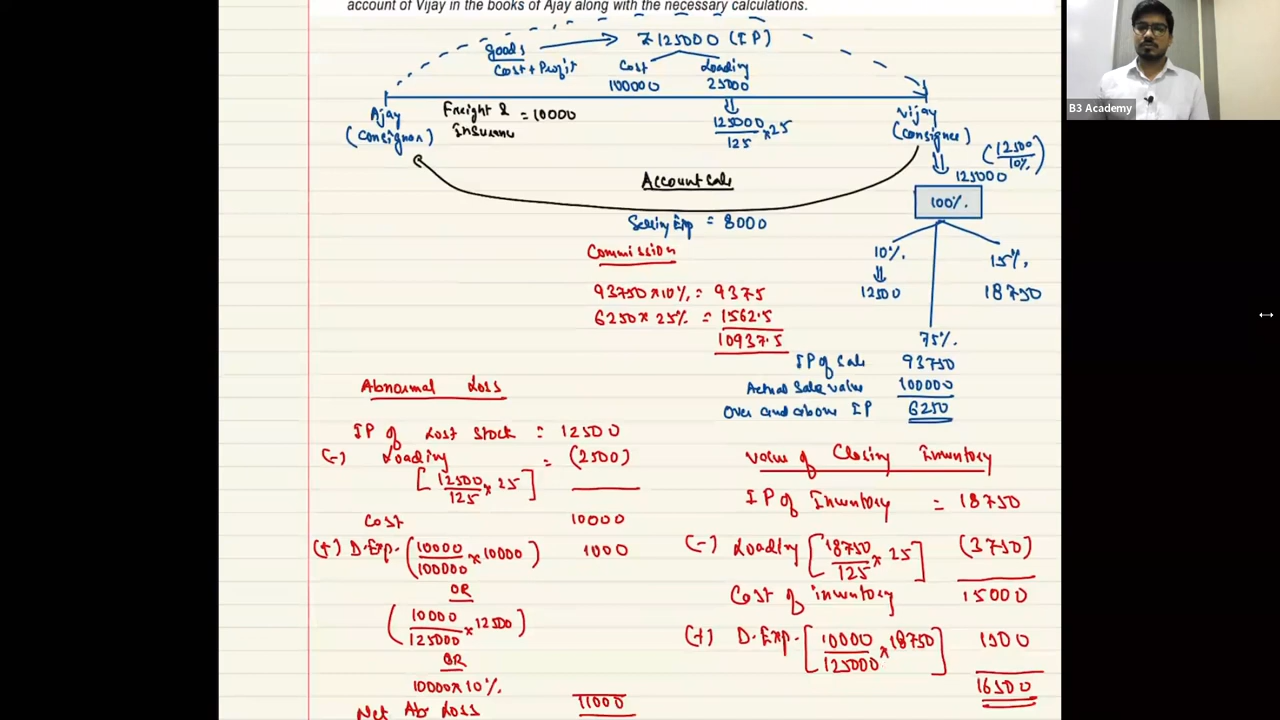 account of Vijay in the books of Ajay along with the necessary calculations.
B3 Academy
Goods → ₹125000 (IP)
Cost + Profit
Cost Loading
100000 25000
Ajay
(Consignor)
Freight & Insurance = 10000
125000/125 × 25
Vijay
(Consignee)
(12500/10%)
125000
Account Sale
100%
Selling Exp = 8000
10% 15%
12500 18750
Commission
93750 × 10% = 9375
6250 × 25% = 1562.5
10937.5
75%
IP of Sale 93750
Actual Sale value 100000
Over and above IP 6250
Abnormal Loss
IP of Lost Stock = 12500
(-) Loading = (2500)
[12500/125 × 25]
Cost 10000
(+) D.Exp. (10000/100000 × 10000) 1000
OR
(10000/125000 × 12500)
OR
10000 × 10%
Net Ab Loss 11000
Value of Closing Inventory
IP of Inventory = 18750
(-) Loading [18750/125 × 25] (3750)
Cost of inventory 15000
(+) D.Exp. [10000/125000 × 18750] 1500
16500